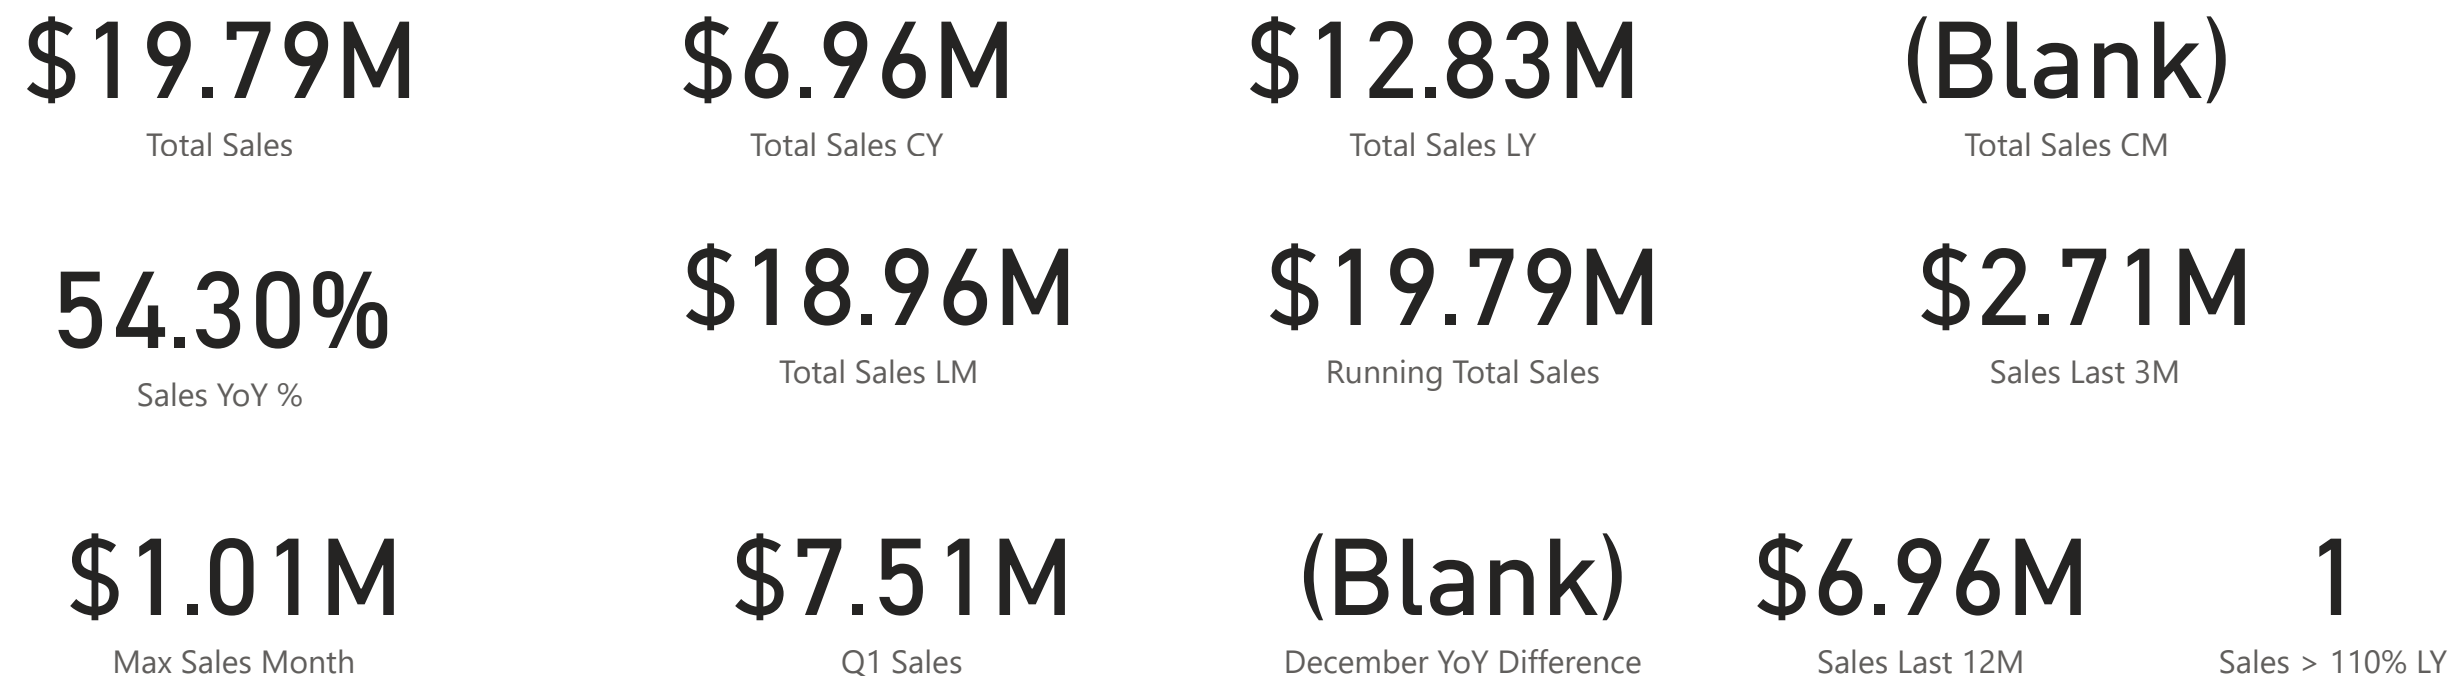 $19.79M
Total Sales
$6.96M
Total Sales CY
$12.83M
Total Sales LY
(Blank)
Total Sales CM
54.30%
Sales YoY %
$18.96M
Total Sales LM
$19.79M
Running Total Sales
$2.71M
Sales Last 3M
$1.01M
Max Sales Month
$7.51M
Q1 Sales
(Blank)
December YoY Difference
$6.96M
Sales Last 12M
1
Sales > 110% LY